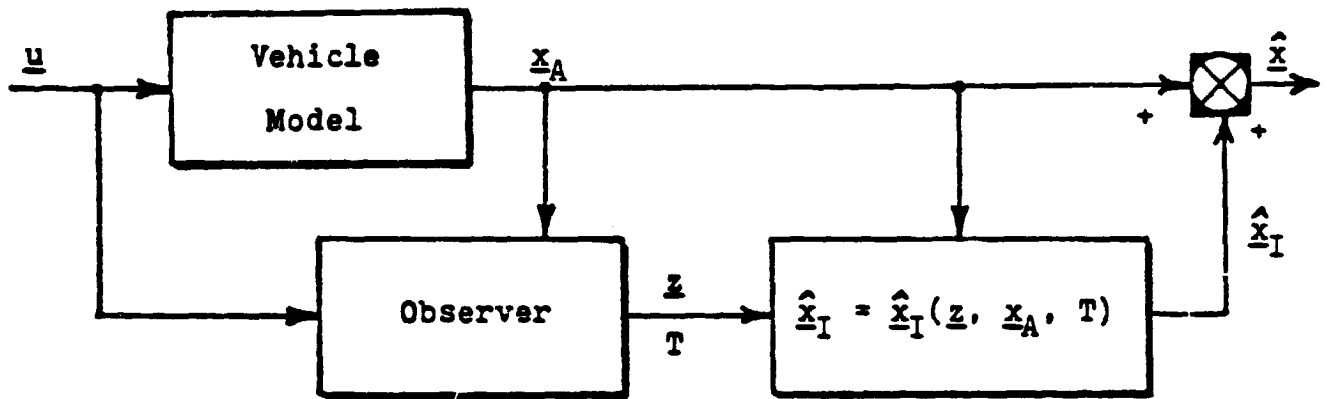 u
Vehicle
Model
x_A
+
x̂
+
x̂_I
Observer
z
T
x̂_I = x̂_I(z, x_A, T)